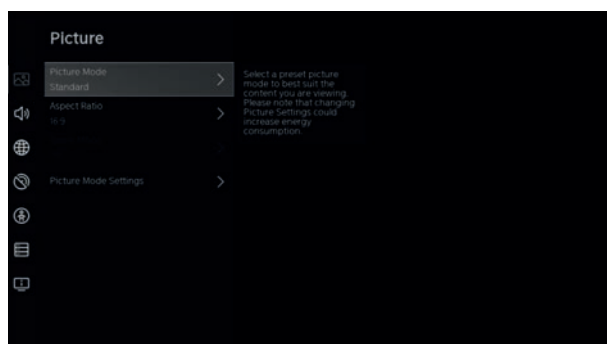 Picture
Picture Mode
Standard
Aspect Ratio
16:9
Picture Mode Settings
Select a preset picture
mode to best suit the
content you are viewing.
Please note that changing
Picture Settings could
increase energy
consumption.